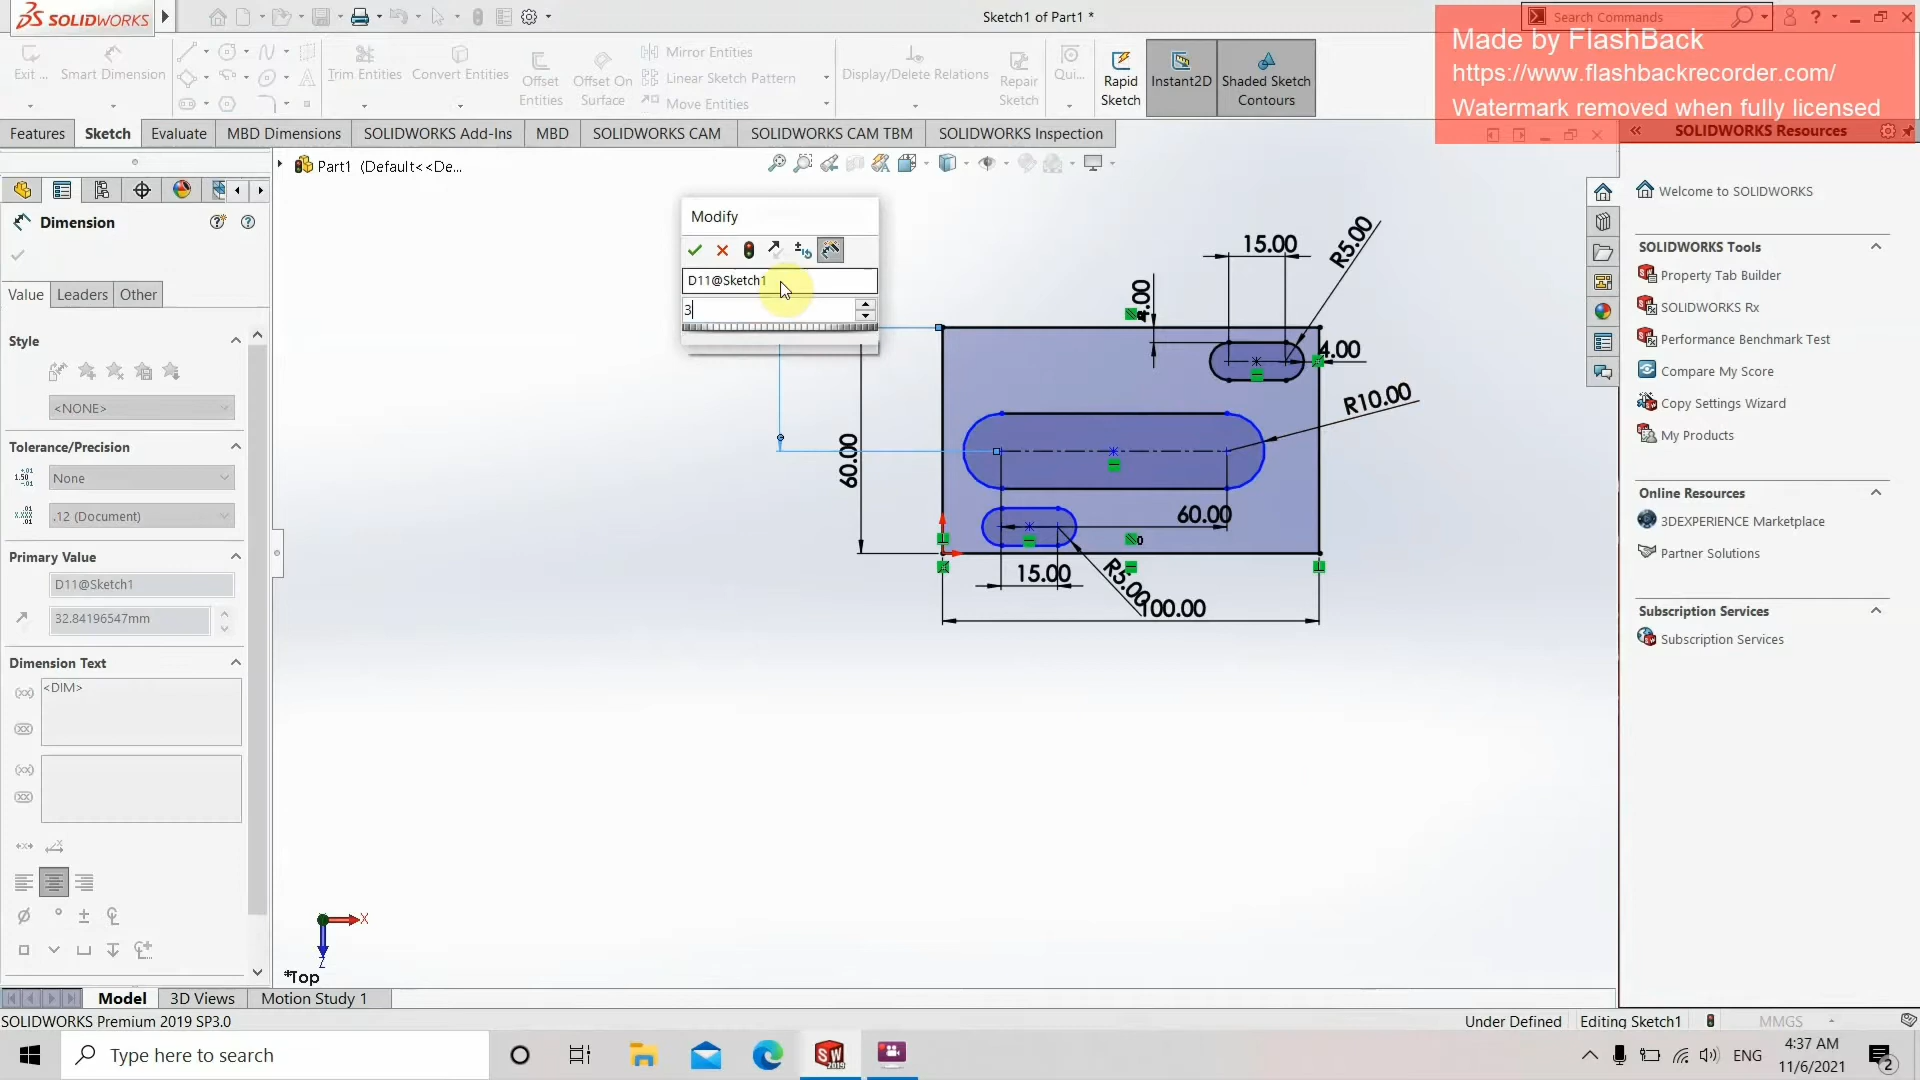 SOLIDWORKS
Sketch1 of Part1 *
Search Commands
Made by FlashBack
https://www.flashbackrecorder.com/
Watermark removed when fully licensed
Exit ...
Smart Dimension
Trim Entities
Convert Entities
Offset
Entities
Offset On
Surface
Mirror Entities
Linear Sketch Pattern
Move Entities
Display/Delete Relations
Repair
Sketch
Qui...
Rapid
Sketch
Instant2D
Shaded Sketch
Contours
Features
Sketch
Evaluate
MBD Dimensions
SOLIDWORKS Add-Ins
MBD
SOLIDWORKS CAM
SOLIDWORKS CAM TBM
SOLIDWORKS Inspection
SOLIDWORKS Resources
Part1 (Default<<De...
Dimension
Value
Leaders
Other
Style
<NONE>
Tolerance/Precision
None
.12 (Document)
Primary Value
D11@Sketch1
32.84196547mm
Dimension Text
<DIM>
Modify
D11@Sketch1
3
15.00
R5.00
4.00
4.00
R10.00
60.00
60.00
15.00
R5.00
100.00
X
Z
*Top
Welcome to SOLIDWORKS
SOLIDWORKS Tools
Property Tab Builder
SOLIDWORKS Rx
Performance Benchmark Test
Compare My Score
Copy Settings Wizard
My Products
Online Resources
3DEXPERIENCE Marketplace
Partner Solutions
Subscription Services
Subscription Services
Model
3D Views
Motion Study 1
SOLIDWORKS Premium 2019 SP3.0
Under Defined
Editing Sketch1
MMGS
Type here to search
ENG
4:37 AM
11/6/2021
2